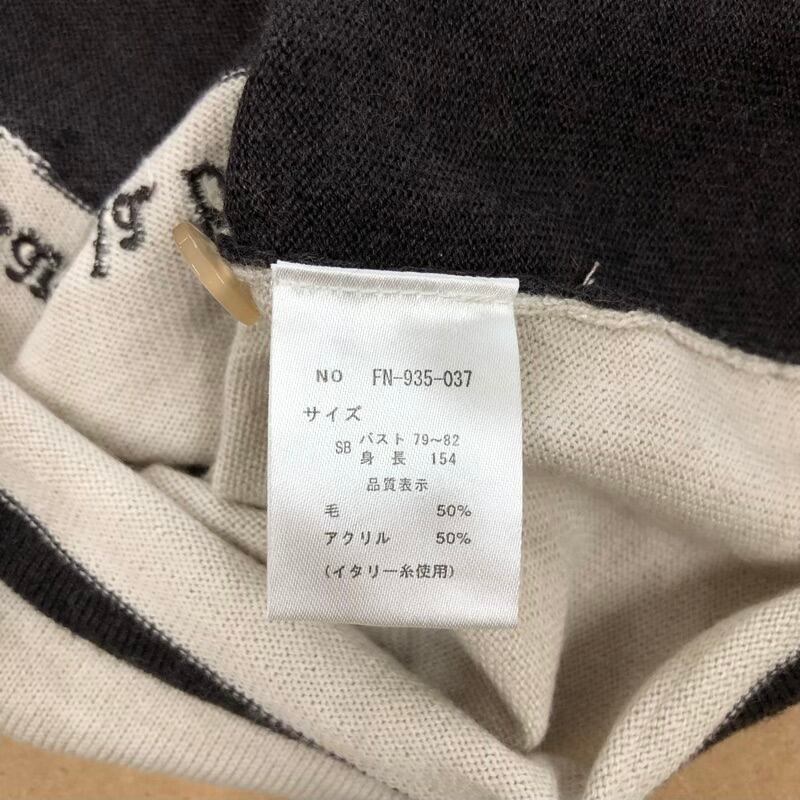 NO FN-935-037
サイズ
SB バスト 79～82
身長 154
品質表示
毛 50%
アクリル 50%
(イタリー糸使用)